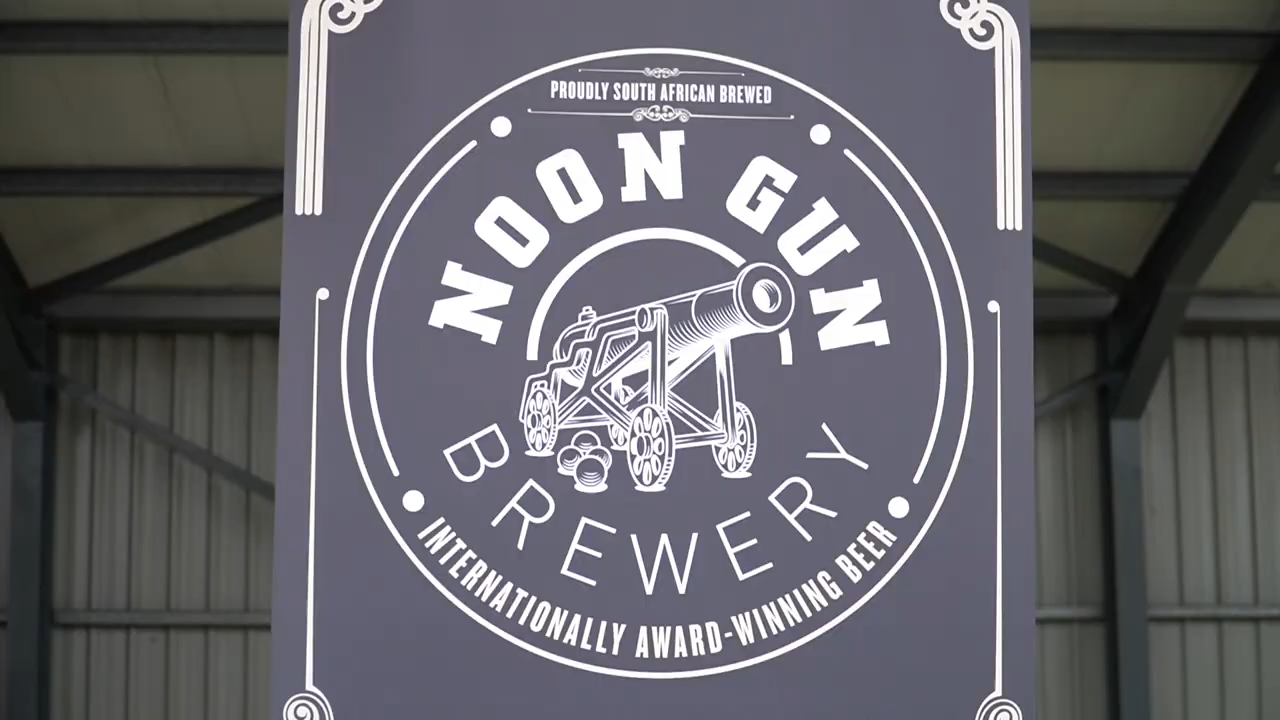 PROUDLY SOUTH AFRICAN BREWED
NOON GUN
BREWERY
INTERNATIONALLY AWARD-WINNING BEER